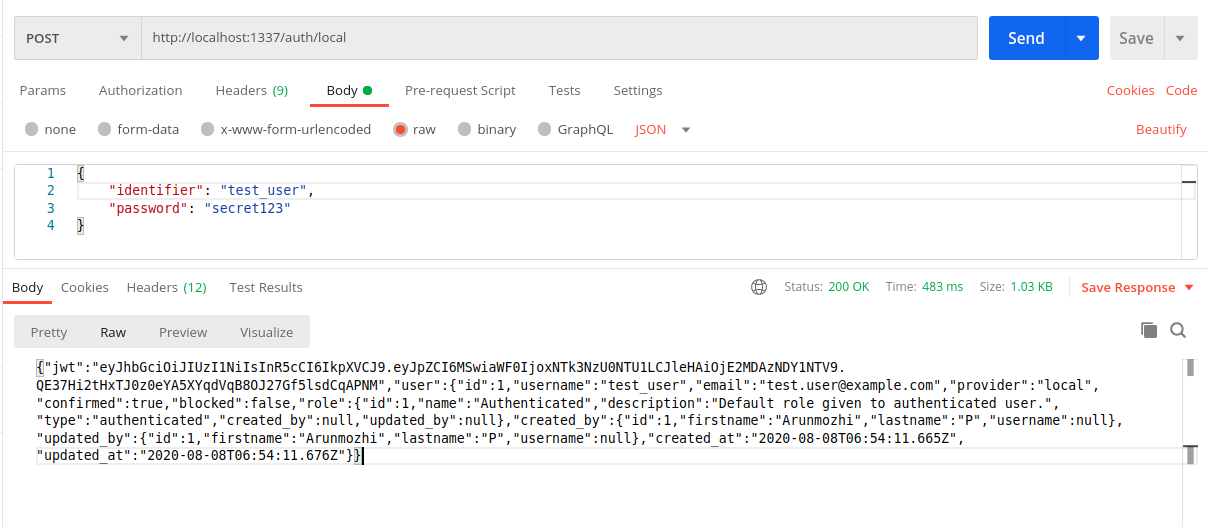 POST http://localhost:1337/auth/local Send Save
Params Authorization Headers (9) Body Pre-request Script Tests Settings Cookies Code
none form-data x-www-form-urlencoded raw binary GraphQL JSON Beautify
1 {
2 "identifier": "test_user",
3 "password": "secret123"
4 }
Body Cookies Headers (12) Test Results Status: 200 OK Time: 483 ms Size: 1.03 KB Save Response
Pretty Raw Preview Visualize
{"jwt":"eyJhbGciOiJIUzI1NiIsInR5cCI6IkpXVCJ9.eyJpZCI6MSwiaWF0IjoxNTk3NzU0NTU1LCJleHAiOjE2MDAzNDY1NTV9.
QE37Hi2tHxTJ0z0eYA5XYqdVqB8OJ27Gf5lsdCqAPNM","user":{"id":1,"username":"test_user","email":"test.user@example.com","provider":"local",
"confirmed":true,"blocked":false,"role":{"id":1,"name":"Authenticated","description":"Default role given to authenticated user.",
"type":"authenticated","created_by":null,"updated_by":null},"created_by":{"id":1,"firstname":"Arunmozhi","lastname":"P","username":null},
"updated_by":{"id":1,"firstname":"Arunmozhi","lastname":"P","username":null},"created_at":"2020-08-08T06:54:11.665Z",
"updated_at":"2020-08-08T06:54:11.676Z"}}